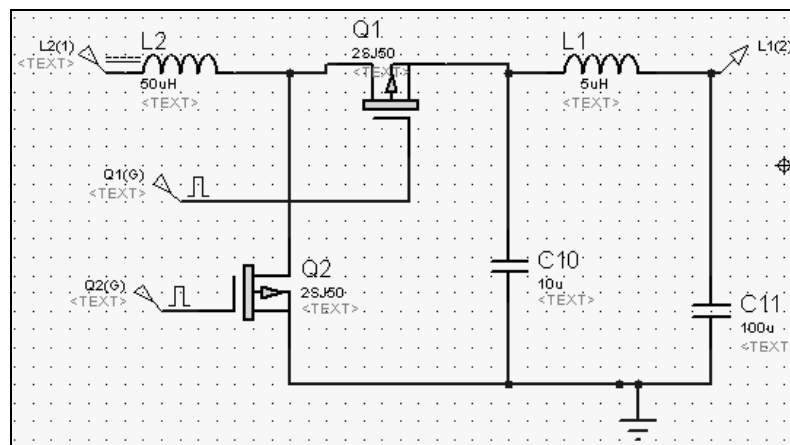 L2(1)
<TEXT>
L2
50uH
<TEXT>
Q1
2SJ50
<TEXT>
L1
5uH
<TEXT>
L1(2)
<TEXT>
Q1(G)
<TEXT>
Q2(G)
<TEXT>
Q2
2SJ50
<TEXT>
C10
10u
<TEXT>
C11
100u
<TEXT